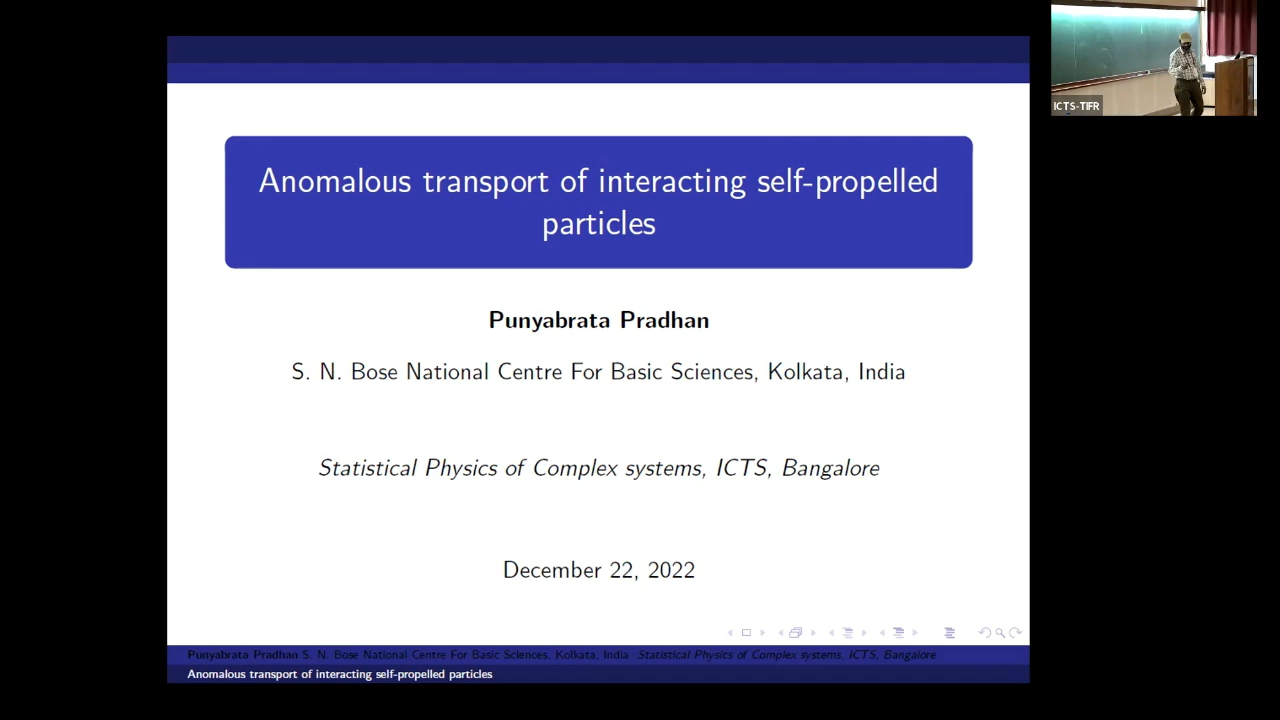 Anomalous transport of interacting self-propelled
particles
Punyabrata Pradhan
S. N. Bose National Centre For Basic Sciences, Kolkata, India
Statistical Physics of Complex systems, ICTS, Bangalore
December 22, 2022
Punyabrata Pradhan S. N. Bose National Centre For Basic Sciences, Kolkata, India Statistical Physics of Complex systems, ICTS, Bangalore
Anomalous transport of interacting self-propelled particles
ICTS-TIFR